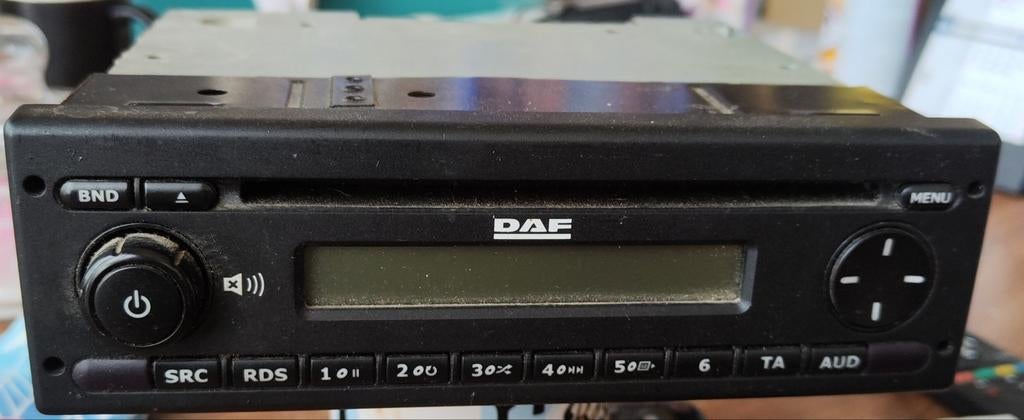 BND
MENU
DAF
SRC RDS 1 2 3 4 5 6 TA AUD